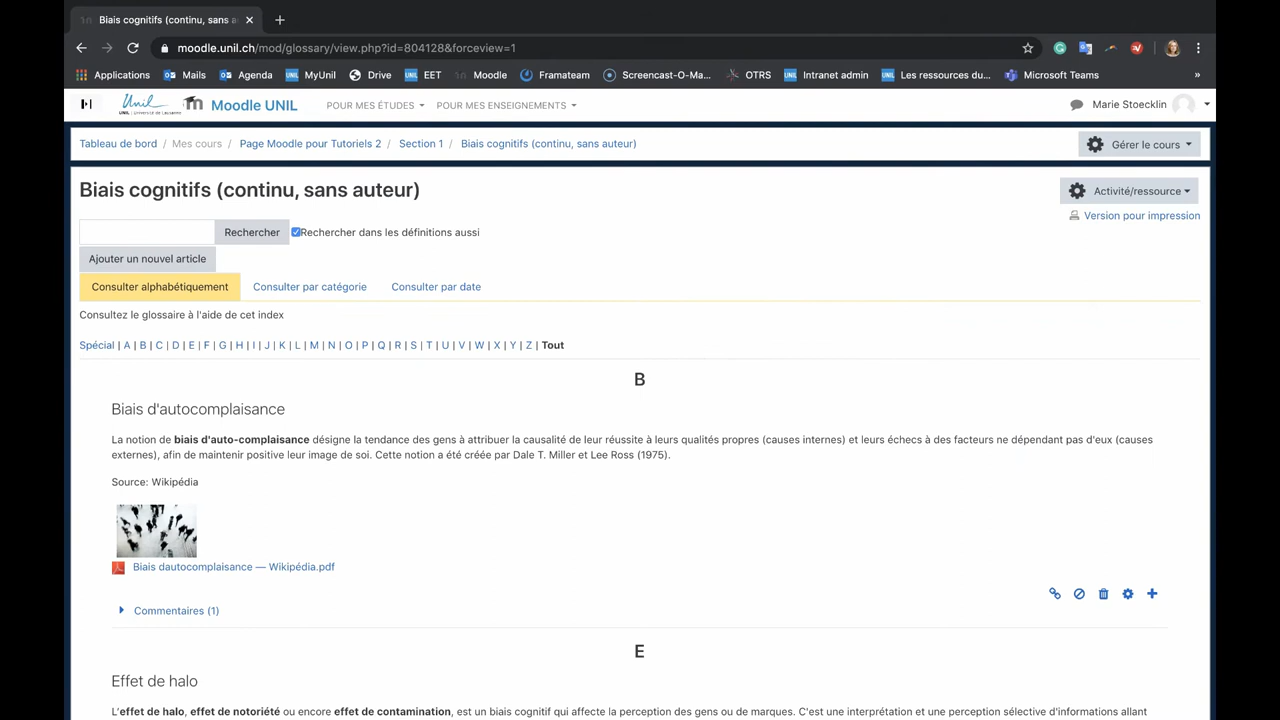 Biais cognitifs (continu, sans a
moodle.unil.ch/mod/glossary/view.php?id=804128&forceview=1
Applications Mails Agenda MyUnil Drive EET Moodle Framateam Screencast-O-Ma... OTRS Intranet admin Les ressources du... Microsoft Teams »
Unil Moodle UNIL POUR MES ÉTUDES POUR MES ENSEIGNEMENTS Marie Stoecklin
UNIL | Université de Lausanne
Tableau de bord / Mes cours / Page Moodle pour Tutoriels 2 / Section 1 / Biais cognitifs (continu, sans auteur) Gérer le cours
Biais cognitifs (continu, sans auteur) Activité/ressource
Version pour impression
Rechercher Rechercher dans les définitions aussi
Ajouter un nouvel article
Consulter alphabétiquement Consulter par catégorie Consulter par date
Consultez le glossaire à l'aide de cet index
Spécial | A | B | C | D | E | F | G | H | I | J | K | L | M | N | O | P | Q | R | S | T | U | V | W | X | Y | Z | Tout
B
Biais d'autocomplaisance
La notion de biais d'auto-complaisance désigne la tendance des gens à attribuer la causalité de leur réussite à leurs qualités propres (causes internes) et leurs échecs à des facteurs ne dépendant pas d'eux (causes
externes), afin de maintenir positive leur image de soi. Cette notion a été créée par Dale T. Miller et Lee Ross (1975).
Source: Wikipédia
Biais dautocomplaisance — Wikipédia.pdf
Commentaires (1)
E
Effet de halo
L'effet de halo, effet de notoriété ou encore effet de contamination, est un biais cognitif qui affecte la perception des gens ou de marques. C'est une interprétation et une perception sélective d'informations allant